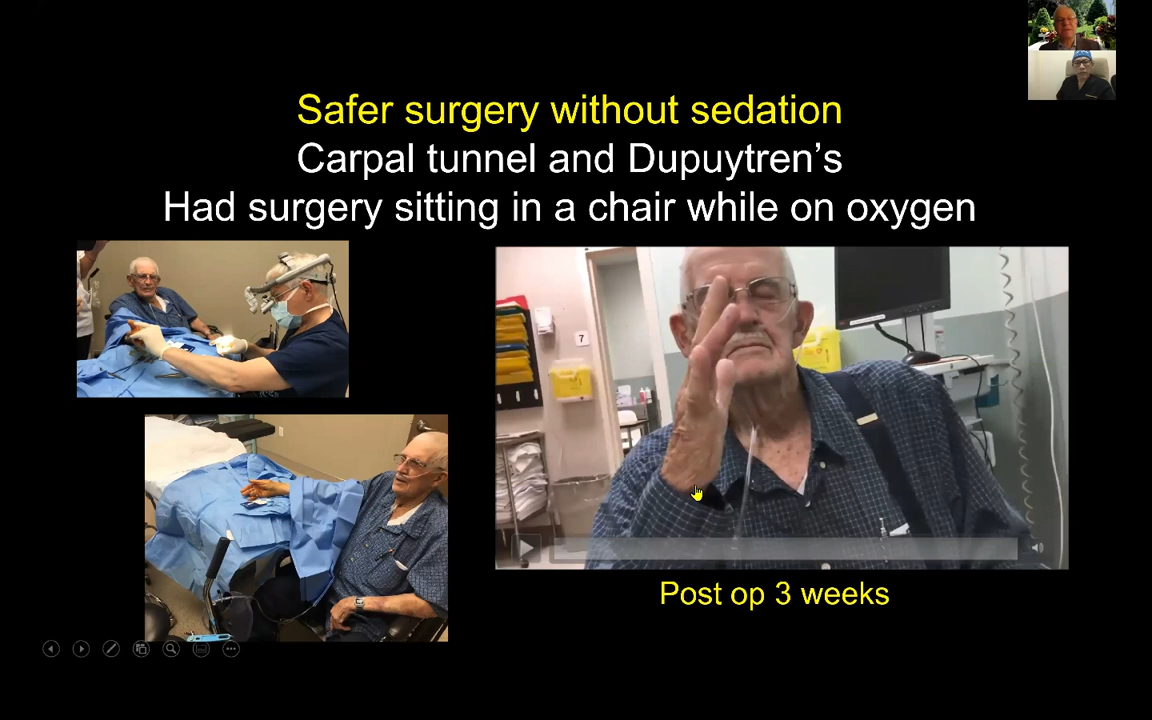 Safer surgery without sedation
Carpal tunnel and Dupuytren’s
Had surgery sitting in a chair while on oxygen
7
Post op 3 weeks